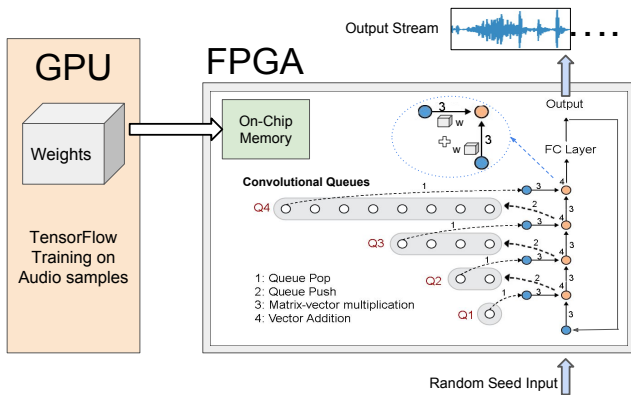 Output Stream
GPU
FPGA
Weights
On-Chip
Memory
TensorFlow
Training on
Audio samples
Output
FC Layer
3
w
3
w
4
3
Convolutional Queues
1
3
4
Q4
2
3
3
4
Q3
2
3
1
3
4
Q2
2
3
1
3
4
Q1
3
1: Queue Pop
2: Queue Push
3: Matrix-vector multiplication
4: Vector Addition
Random Seed Input